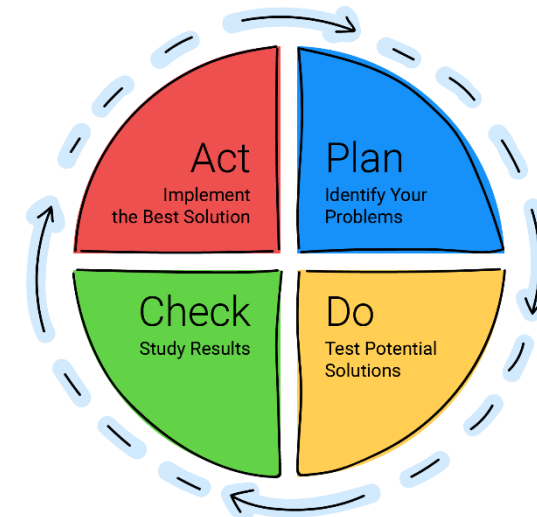 Act
Implement
the Best Solution
Plan
Identify Your
Problems
Check
Study Results
Do
Test Potential
Solutions